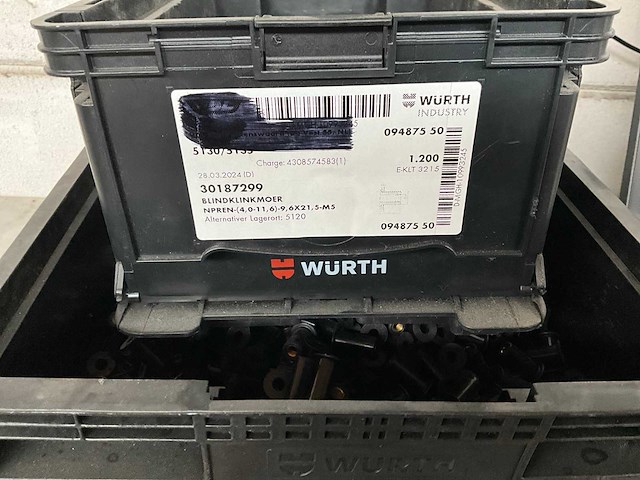 WÜRTH
INDUSTRY
094875 50
5130/5135
Charge: 4308574583(1)
1.200
E-KLT 3215
28.03.2024 (D)
30187299
BLINDKLINKMOER
NPREN-(4,0-11,6)-9,6X21,5-M5
Alternativer Lagerort: 5120
094875 50
WÜRTH
WÜRTH